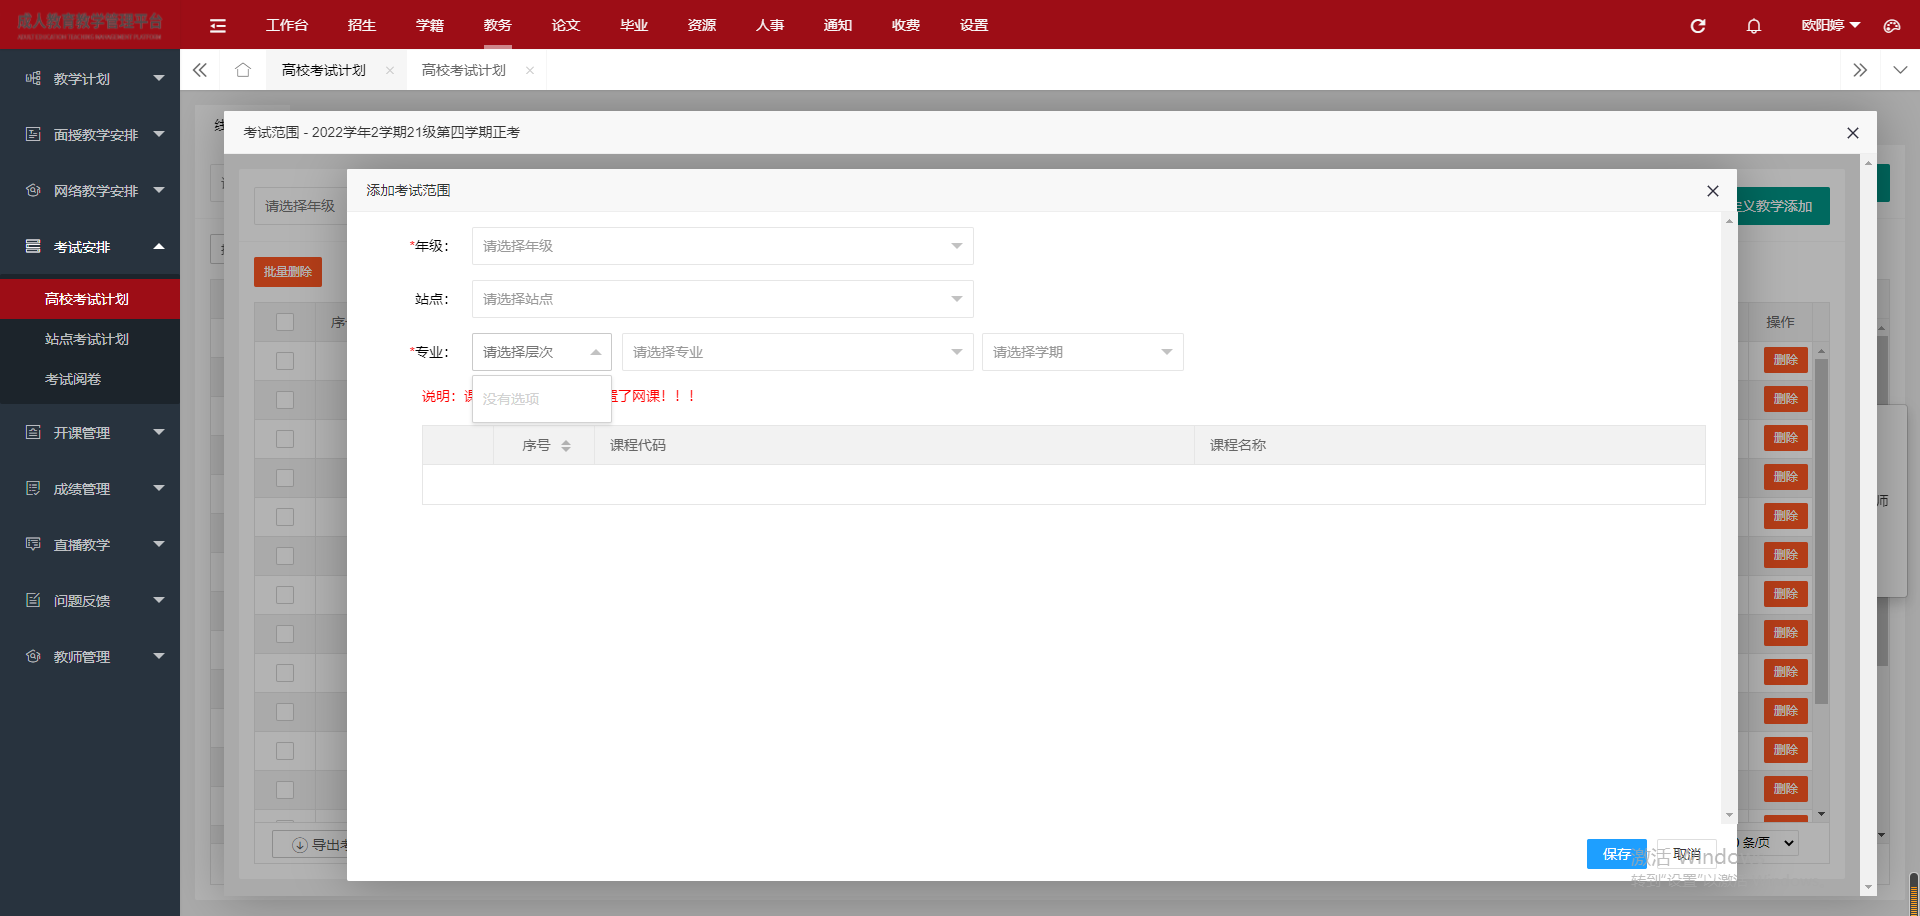 成人教育教学管理平台
ADULT EDUCATION TEACHING MANAGEMENT PLATFORM
工作台 招生 学籍 教务 论文 毕业 资源 人事 通知 收费 设置
欧阳婷
高校考试计划 高校考试计划
教学计划
面授教学安排
网络教学安排
考试安排
高校考试计划
站点考试计划
考试阅卷
开课管理
成绩管理
直播教学
问题反馈
教师管理
考试范围 - 2022学年2学期21级第四学期正考
请选择年级
义教学添加
批量删除
操作
删除
删除
删除
删除
删除
删除
删除
删除
删除
删除
删除
删除
师
导出
条/页
添加考试范围
*年级：
请选择年级
站点：
请选择站点
*专业：
请选择层次
请选择专业
请选择学期
没有选项
说明：
置了网课！！！
序号
课程代码
课程名称
保存
取消
激活 Windo
转到"设置"以激